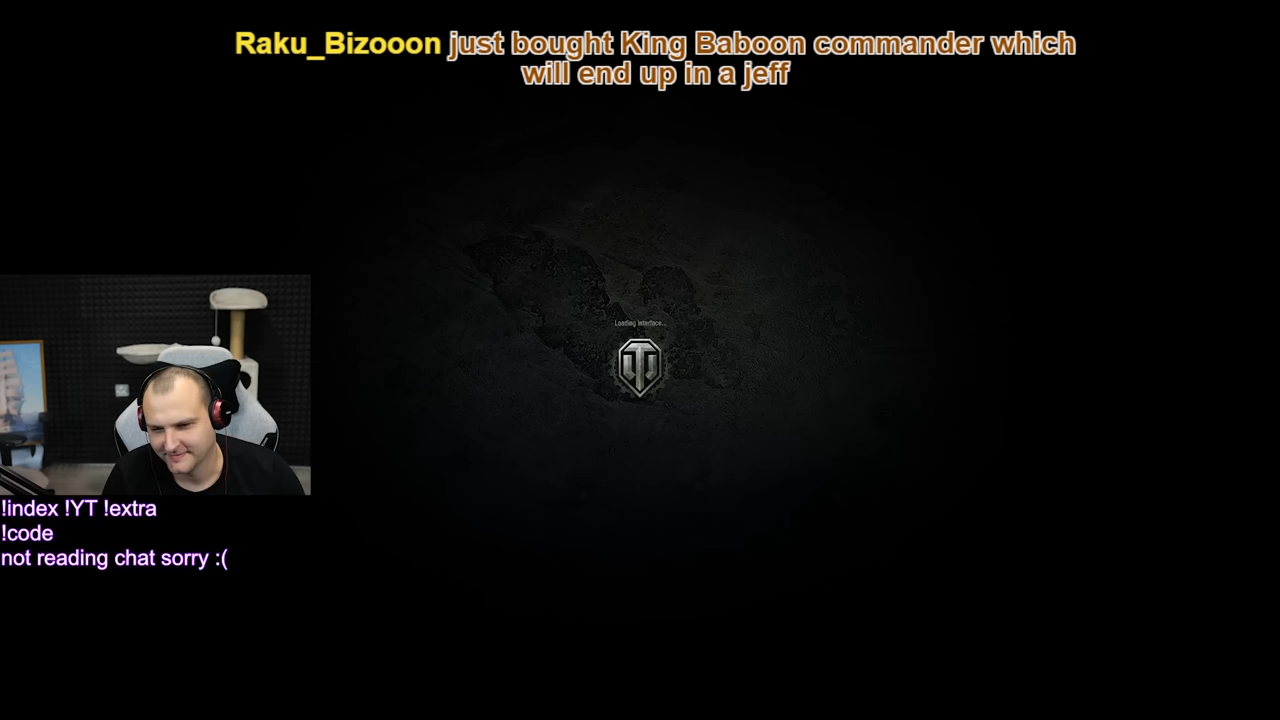 Raku_Bizooon just bought King Baboon commander which
will end up in a jeff
Loading interface...
!index !YT !extra
!code
not reading chat sorry :(